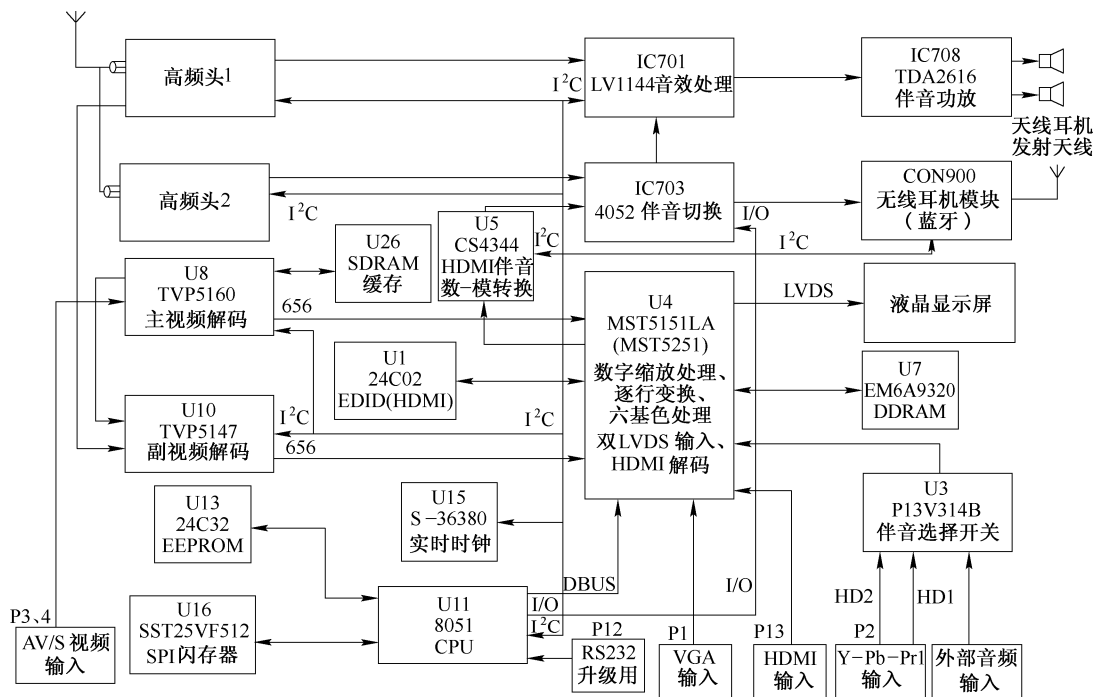 高频头1
I²C
IC701
LV1144音效处理
IC708
TDA2616
伴音功放
天线耳机
发射天线
高频头2
I²C
IC703
4052 伴音切换
I/O
CON900
无线耳机模块
（蓝牙）
I²C
U5
CS4344
HDMI伴音
数-模转换
I²C
U26
SDRAM
缓存
U8
TVP5160
主视频解码
656
U4
MST5151LA
(MST5251)
数字缩放处理、
逐行变换、
六基色处理
双LVDS 输入、
HDMI 解码
LVDS
液晶显示屏
U1
24C02
EDID(HDMI)
U7
EM6A9320
DDRAM
U10
TVP5147
副视频解码
I²C
I²C
656
U3
P13V314B
伴音选择开关
U13
24C32
EEPROM
U15
S-36380
实时时钟
DBUS
I/O
I/O
I²C
U11
8051
CPU
U16
SST25VF512
SPI闪存器
P3、4
AV/S 视频
输入
P12
RS232
升级用
P1
VGA
输入
P13
HDMI
输入
HD2
HD1
P2
Y-Pb-Pr1
输入
外部音频
输入